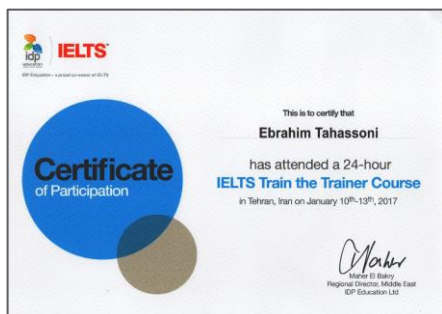 idp
IELTS™
IDP Education - a proud co-owner of IELTS
This is to certify that
Ebrahim Tahassoni
Certificate
of Participation
has attended a 24-hour
IELTS Train the Trainer Course
in Tehran, Iran on January 10th-13th, 2017
Maher El Bakry
Regional Director, Middle East
IDP Education Ltd